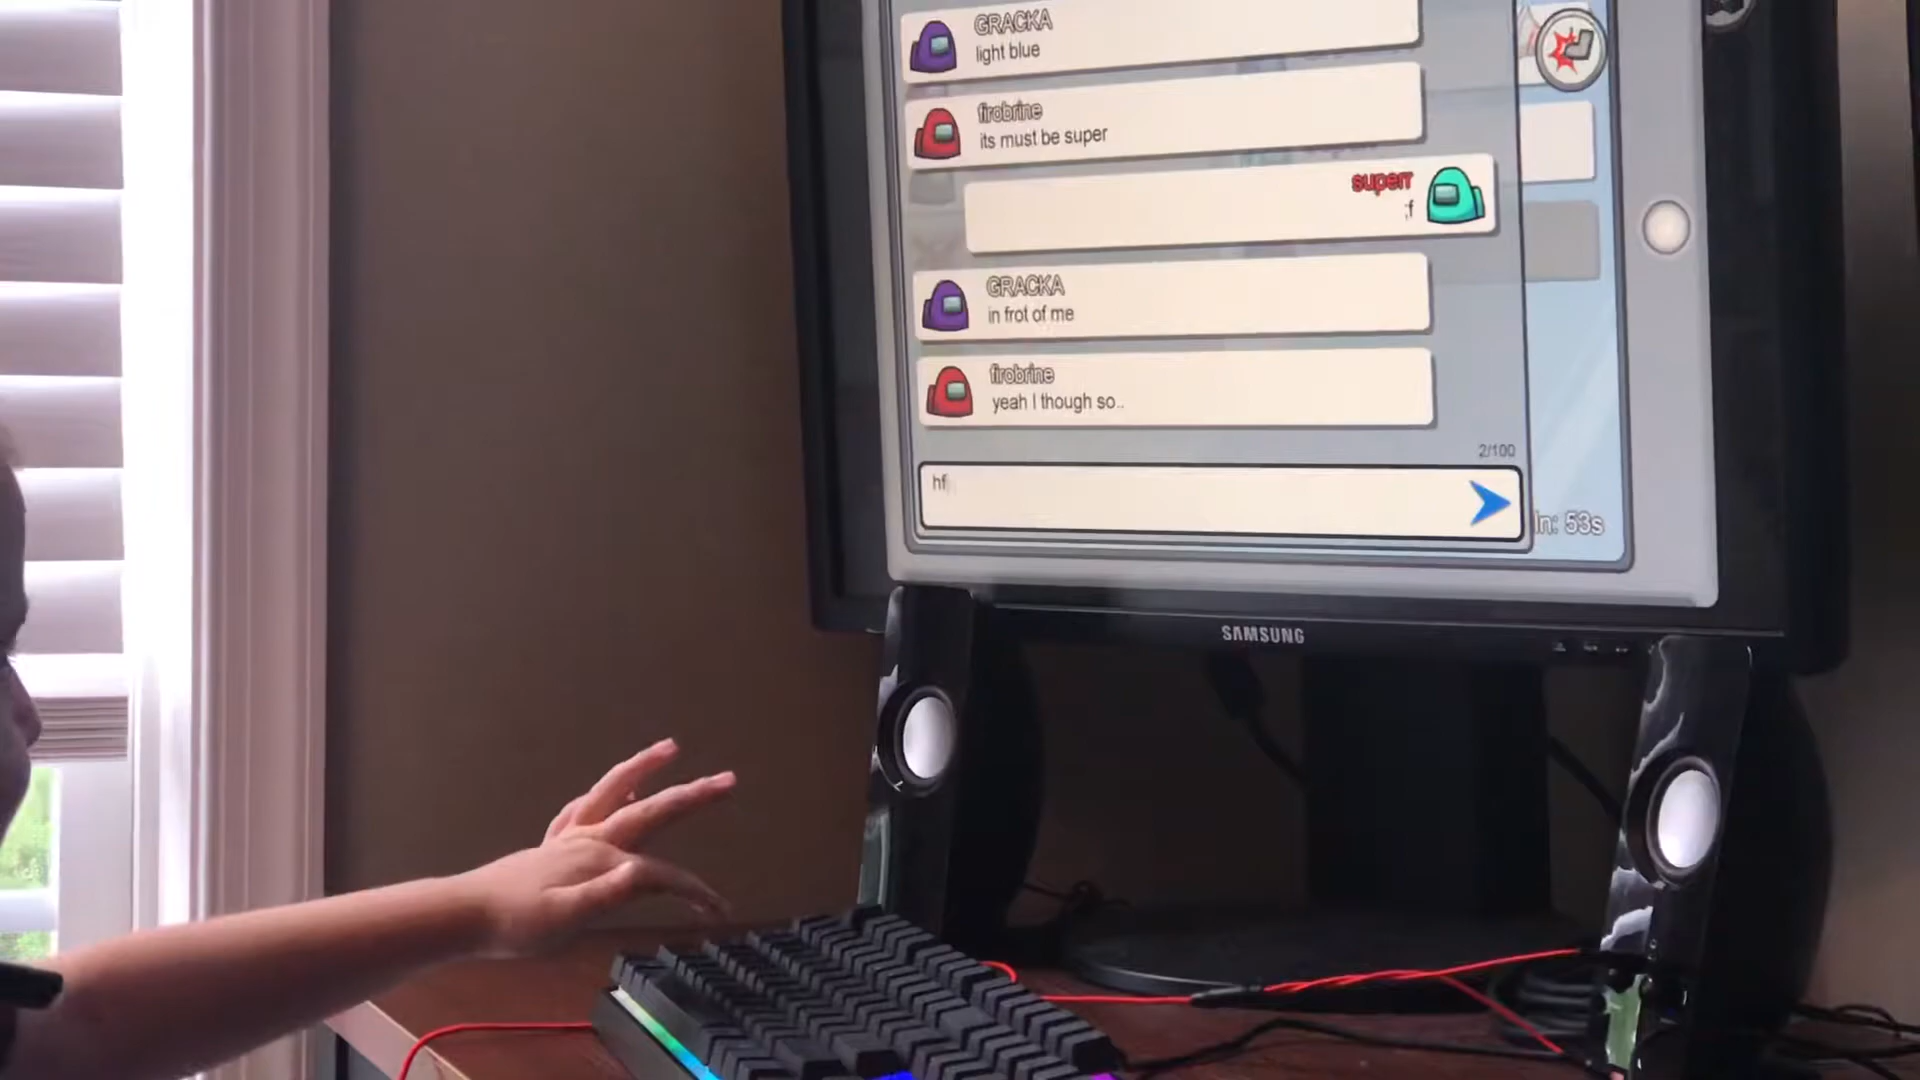 GRACKA
light blue
firobrine
its must be super
superr
;f
GRACKA
in frot of me
firobrine
yeah I though so..
2/100
hf
In: 53s
SAMSUNG